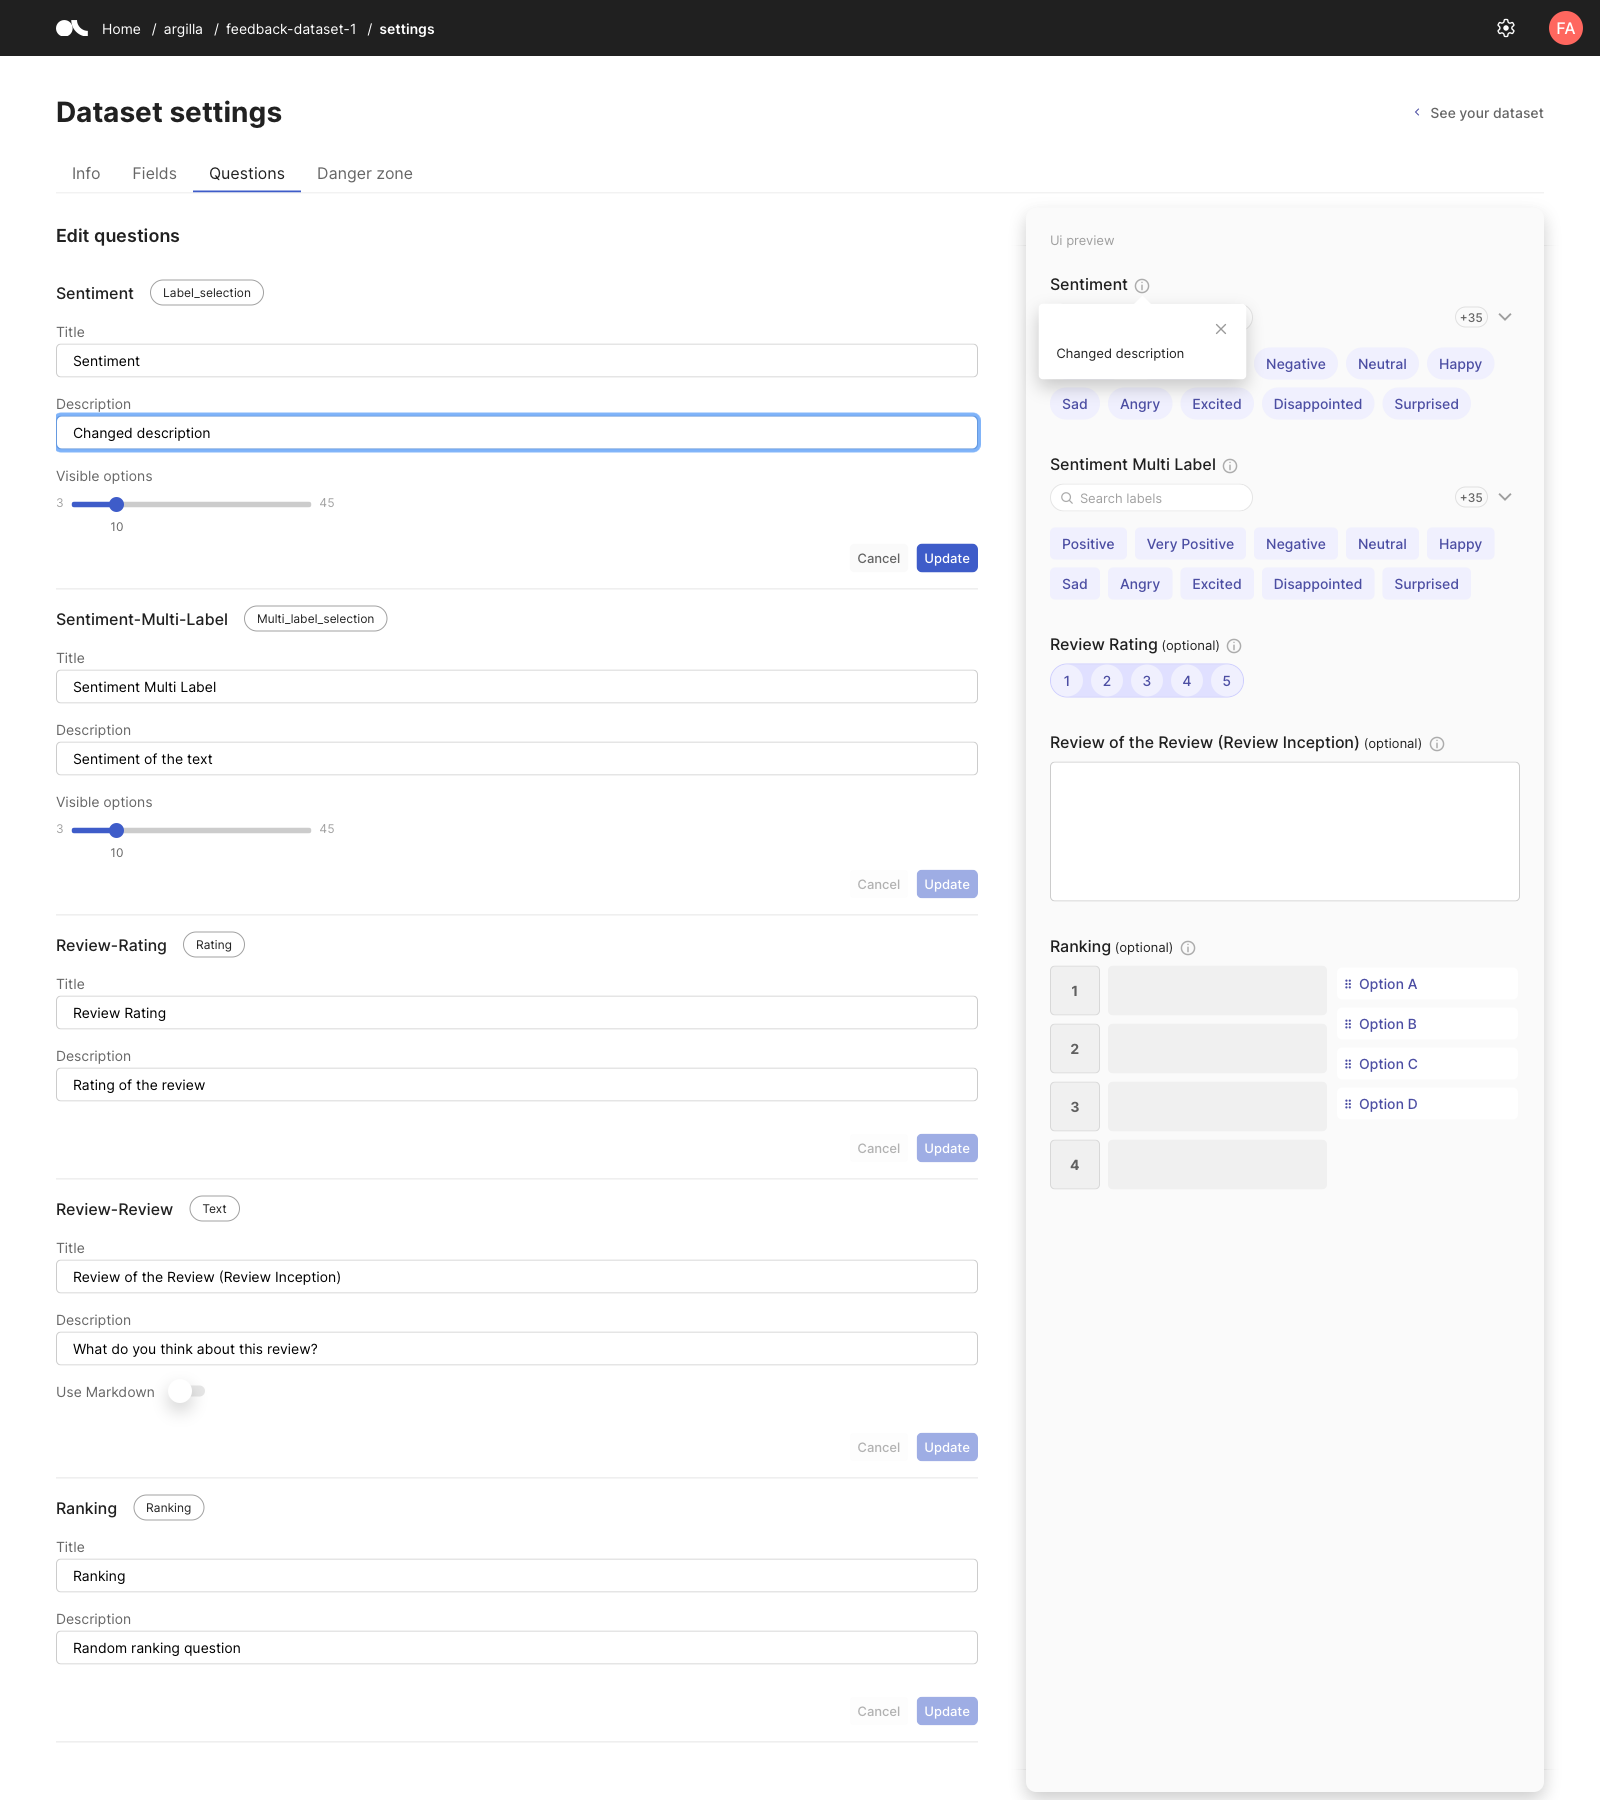 Home / argilla / feedback-dataset-1 / settings
FA
Dataset settings
See your dataset
Info
Fields
Questions
Danger zone
Edit questions
Sentiment
Label_selection
Title
Sentiment
Description
Changed description
Visible options
3
45
10
Cancel
Update
Sentiment-Multi-Label
Multi_label_selection
Title
Sentiment Multi Label
Description
Sentiment of the text
Visible options
3
45
10
Cancel
Update
Review-Rating
Rating
Title
Review Rating
Description
Rating of the review
Cancel
Update
Review-Review
Text
Title
Review of the Review (Review Inception)
Description
What do you think about this review?
Use Markdown
Cancel
Update
Ranking
Ranking
Title
Ranking
Description
Random ranking question
Cancel
Update
Ui preview
Sentiment
Changed description
+35
Negative
Neutral
Happy
Sad
Angry
Excited
Disappointed
Surprised
Sentiment Multi Label
Search labels
+35
Positive
Very Positive
Negative
Neutral
Happy
Sad
Angry
Excited
Disappointed
Surprised
Review Rating (optional)
1
2
3
4
5
Review of the Review (Review Inception) (optional)
Ranking (optional)
1
2
3
4
Option A
Option B
Option C
Option D